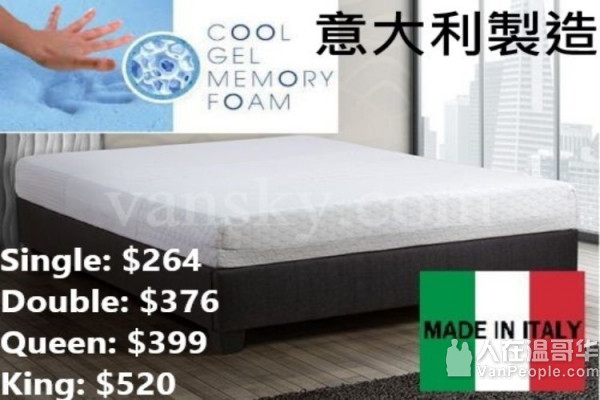 COOL
GEL
MEMORY
FOAM
意大利製造
vansky.com
Single: $264
Double: $376
Queen: $399
King: $520
MADE IN ITALY
人在温哥华
VanPeople.com